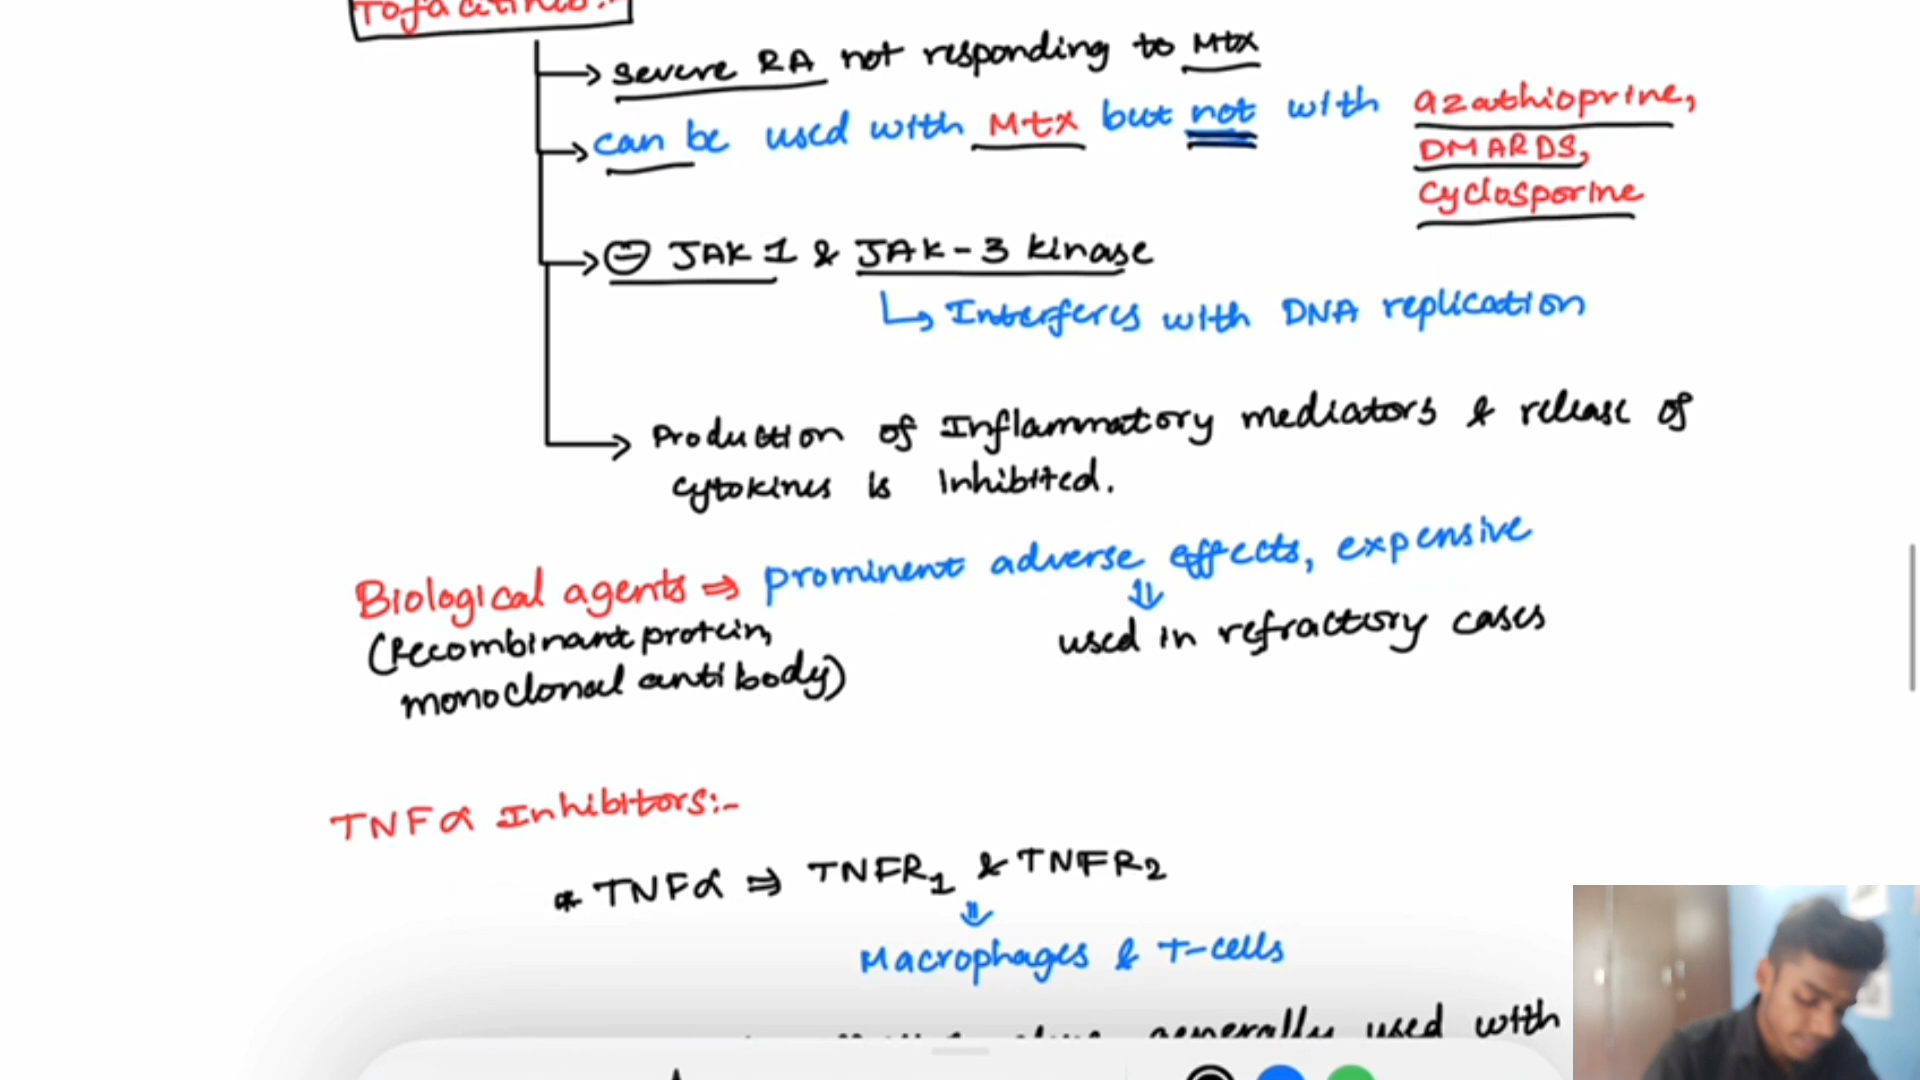 Tofacitinib:-
severe RA not responding to Mtx
can be used with Mtx but not with azathioprine,
DMARDS,
cyclosporine
⊖ JAK 1 & JAK-3 kinase
↳ Interferes with DNA replication
Production of Inflammatory mediators & release of
cytokines is Inhibited.
Biological agents ⇒ prominent adverse effects, expensive
(Recombinant protein,
monoclonal antibody)
⇓
used in refractory cases
TNFα Inhibitors:-
* TNFα ⇒ TNFR1 & TNFR2
⇓
Macrophages & T-cells
generally used with